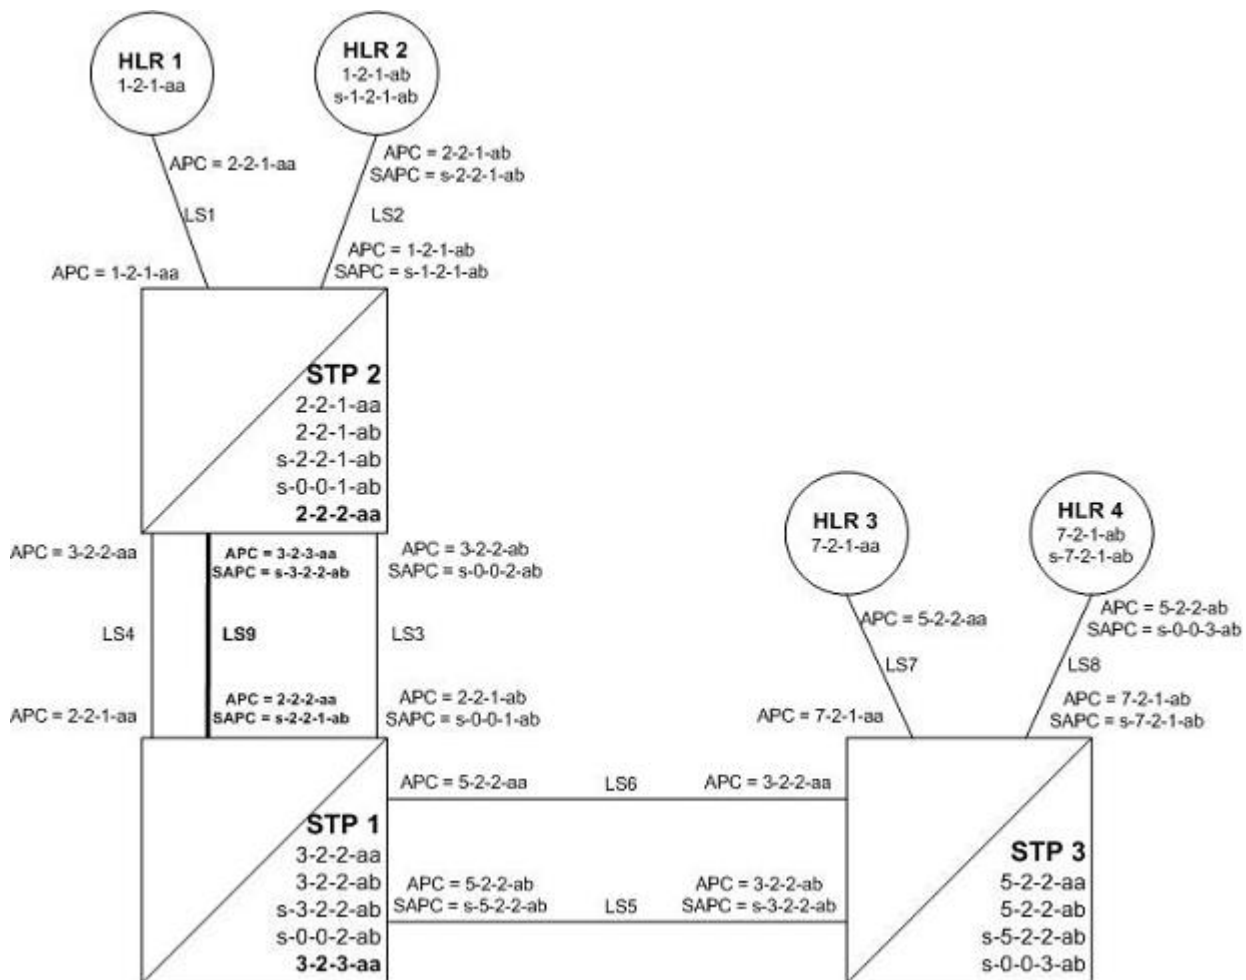 HLR 1
1-2-1-aa
HLR 2
1-2-1-ab
s-1-2-1-ab
APC = 2-2-1-aa
APC = 2-2-1-ab
SAPC = s-2-2-1-ab
LS1
LS2
APC = 1-2-1-aa
APC = 1-2-1-ab
SAPC = s-1-2-1-ab
STP 2
2-2-1-aa
2-2-1-ab
s-2-2-1-ab
s-0-0-1-ab
2-2-2-aa
HLR 3
7-2-1-aa
HLR 4
7-2-1-ab
s-7-2-1-ab
APC = 3-2-2-aa
APC = 3-2-3-aa
SAPC = s-3-2-2-ab
APC = 3-2-2-ab
SAPC = s-0-0-2-ab
APC = 5-2-2-aa
APC = 5-2-2-ab
SAPC = s-0-0-3-ab
LS4
LS9
LS3
LS7
LS8
APC = 2-2-1-aa
APC = 2-2-2-aa
SAPC = s-2-2-1-ab
APC = 2-2-1-ab
SAPC = s-0-0-1-ab
APC = 7-2-1-aa
APC = 7-2-1-ab
SAPC = s-7-2-1-ab
STP 1
3-2-2-aa
3-2-2-ab
s-3-2-2-ab
s-0-0-2-ab
3-2-3-aa
APC = 5-2-2-aa
LS6
APC = 3-2-2-aa
APC = 5-2-2-ab
SAPC = s-5-2-2-ab
LS5
APC = 3-2-2-ab
SAPC = s-3-2-2-ab
STP 3
5-2-2-aa
5-2-2-ab
s-5-2-2-ab
s-0-0-3-ab